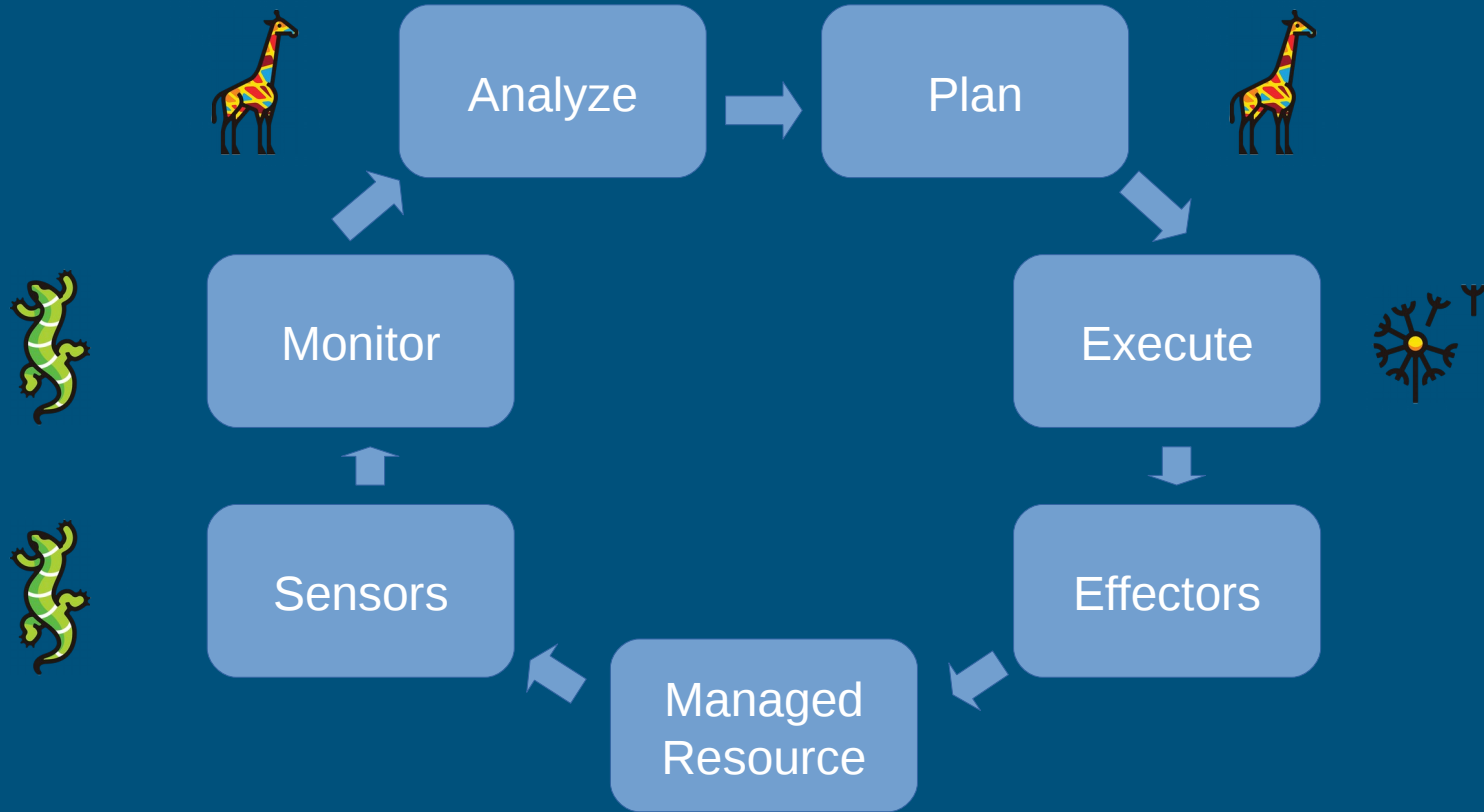 Analyze
Plan
Monitor
Execute
Sensors
Effectors
Managed
Resource